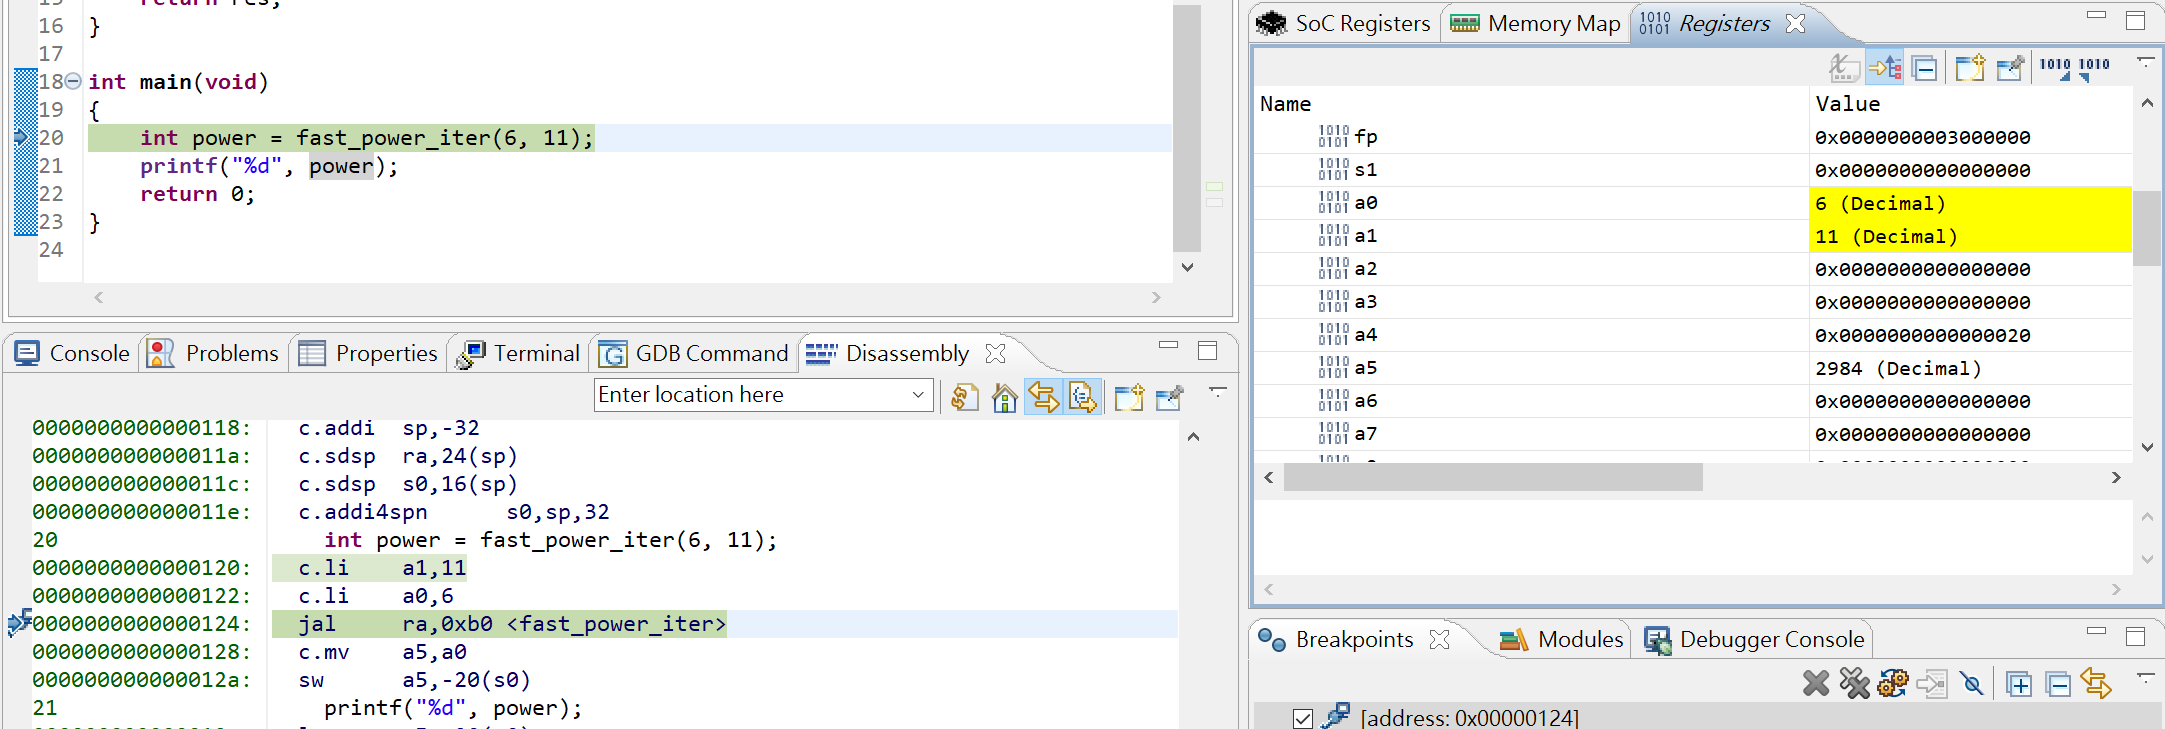 15 return res;
16 }
17
18 int main(void)
19 {
20 int power = fast_power_iter(6, 11);
21 printf("%d", power);
22 return 0;
23 }
24
Console Problems Properties Terminal GDB Command Disassembly
Enter location here
0000000000000118: c.addi sp,-32
000000000000011a: c.sdsp ra,24(sp)
000000000000011c: c.sdsp s0,16(sp)
000000000000011e: c.addi4spn s0,sp,32
20 int power = fast_power_iter(6, 11);
0000000000000120: c.li a1,11
0000000000000122: c.li a0,6
0000000000000124: jal ra,0xb0 <fast_power_iter>
0000000000000128: c.mv a5,a0
000000000000012a: sw a5,-20(s0)
21 printf("%d", power);
SoC Registers Memory Map Registers
Name Value
fp 0x0000000003000000
s1 0x0000000000000000
a0 6 (Decimal)
a1 11 (Decimal)
a2 0x0000000000000000
a3 0x0000000000000000
a4 0x0000000000000020
a5 2984 (Decimal)
a6 0x0000000000000000
a7 0x0000000000000000
Breakpoints Modules Debugger Console
[address: 0x00000124]